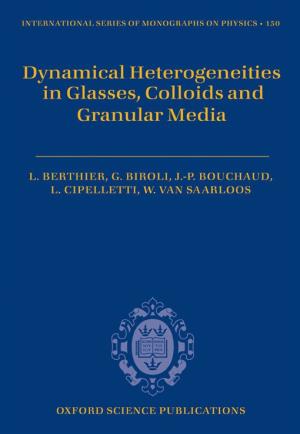 INTERNATIONAL SERIES OF MONOGRAPHS ON PHYSICS • 150
Dynamical Heterogeneities
in Glasses, Colloids and
Granular Media
L. BERTHIER, G. BIROLI, J.-P. BOUCHAUD,
L. CIPELLETTI, W. VAN SAARLOOS
OXFORD SCIENCE PUBLICATIONS